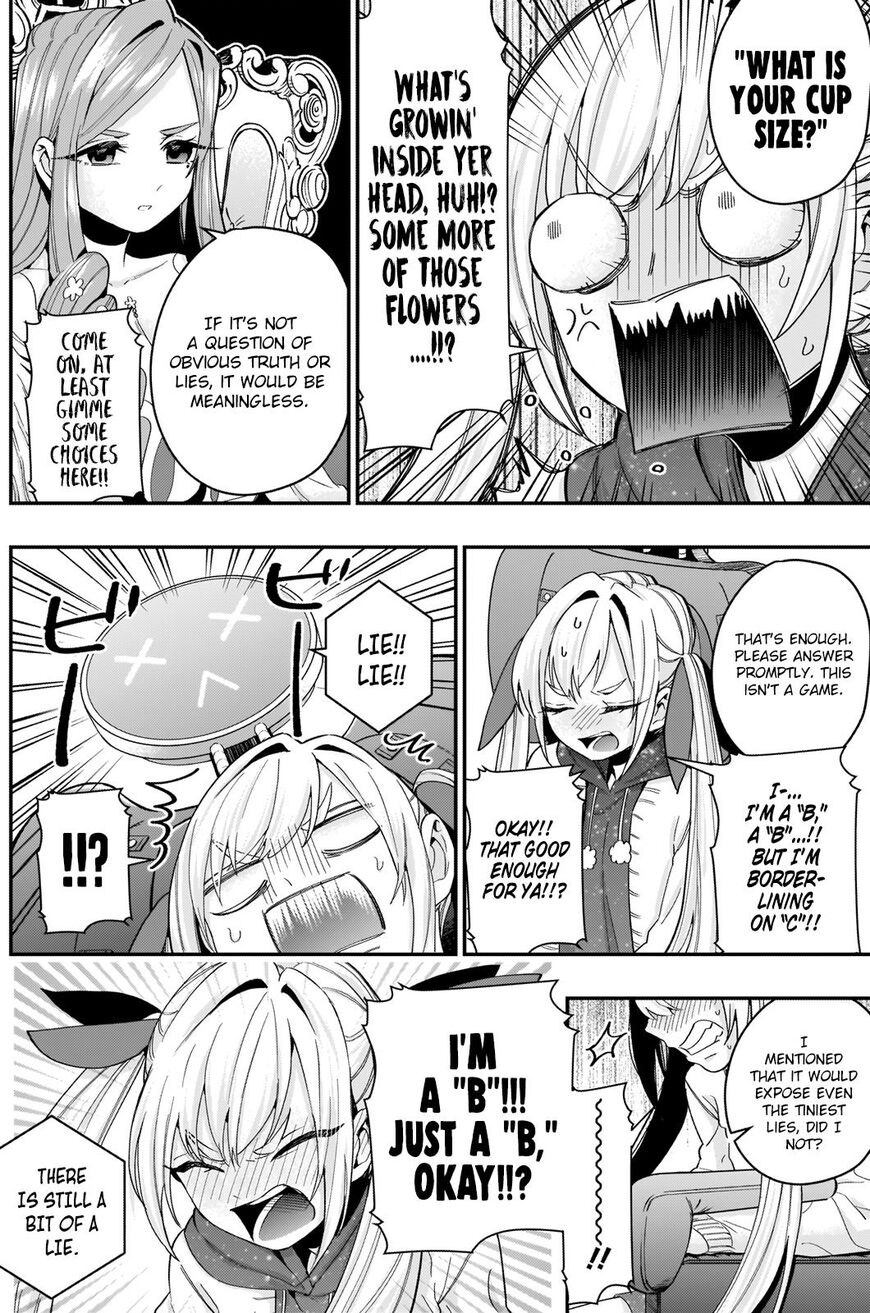 "WHAT IS
YOUR CUP
SIZE?"
WHAT'S
GROWIN'
INSIDE YER
HEAD, HUH!?
SOME MORE
OF THOSE
FLOWERS
....!!?
IF IT'S NOT
A QUESTION OF
OBVIOUS TRUTH OR
LIES, IT WOULD BE
MEANINGLESS.
COME
ON, AT
LEAST
GIMME
SOME
CHOICES
HERE!!
THAT'S ENOUGH.
PLEASE ANSWER
PROMPTLY. THIS
ISN'T A GAME.
I-...
I'M A "B,"
A "B"...!!
BUT I'M
BORDER-
LINING
ON "C"!!
OKAY!!
THAT GOOD
ENOUGH
FOR YA!!?
ビビ
LIE!!
LIE!!
!!?
I
MENTIONED
THAT IT WOULD
EXPOSE EVEN
THE TINIEST
LIES, DID I
NOT?
!!
I'M
A "B"!!!
JUST A "B,"
OKAY!!?
THERE
IS STILL A
BIT OF A
LIE.